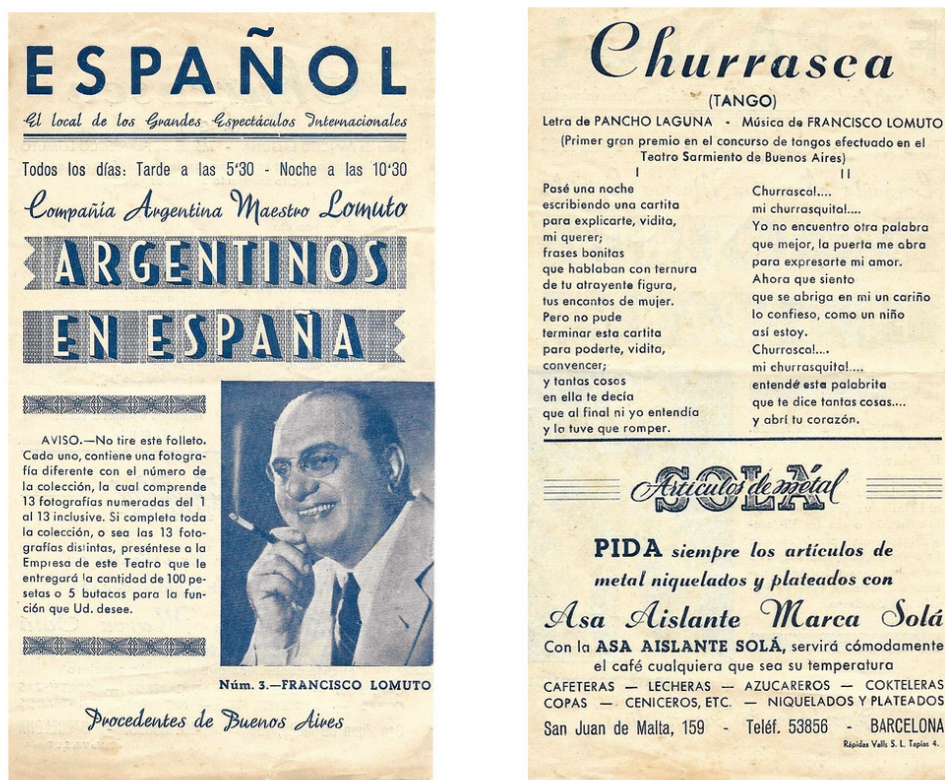 ESPAÑOL
El local de los Grandes Espectáculos Internacionales
Todos los días: Tarde a las 5'30 - Noche a las 10'30
Compañía Argentina Maestro Lomuto
ARGENTINOS
EN ESPAÑA
AVISO.—No tire este folleto.
Cada uno, contiene una fotogra-
fía diferente con el número de
la colección, la cual comprende
13 fotografías numeradas del 1
al 13 inclusive. Si completa toda
la colección, o sea las 13 foto-
grafías distintas, preséntese a la
Empresa de este Teatro que le
entregará la cantidad de 100 pe-
setas o 5 butacas para la fun-
ción que Ud. desee.
Núm. 3.—FRANCISCO LOMUTO
Procedentes de Buenos Aires
Churrasca
(TANGO)
Letra de PANCHO LAGUNA - Música de FRANCISCO LOMUTO
(Primer gran premio en el concurso de tangos efectuado en el
Teatro Sarmiento de Buenos Aires)
I
Pasé una noche
escribiendo una cartita
para explicarte, vidita,
mi querer;
frases bonitas
que hablaban con ternura
de tu atrayente figura,
tus encantos de mujer.
Pero no pude
terminar esta cartita
para poderte, vidita,
convencer;
y tantas cosas
en ella te decía
que al final ni yo entendía
y la tuve que romper.
II
Churrasca!....
mi churrasquita!....
Yo no encuentro otra palabra
que mejor, la puerta me abra
para expresarte mi amor.
Ahora que siento
que se abriga en mi un cariño
lo confieso, como un niño
así estoy.
Churrasca!....
mi churrasquita!....
entendé esta palabrita
que te dice tantas cosas....
y abrí tu corazón.
SOLÁ
Artículos de metal
PIDA siempre los artículos de
metal niquelados y plateados con
Asa Aislante Marca Solá
Con la ASA AISLANTE SOLÁ, servirá cómodamente
el café cualquiera que sea su temperatura
CAFETERAS — LECHERAS — AZUCAREROS — COKTELERAS
COPAS — CENICEROS, ETC. — NIQUELADOS Y PLATEADOS
San Juan de Malta, 159 - Teléf. 53856 - BARCELONA
Rápidas Valls S. L. Tapias 4.